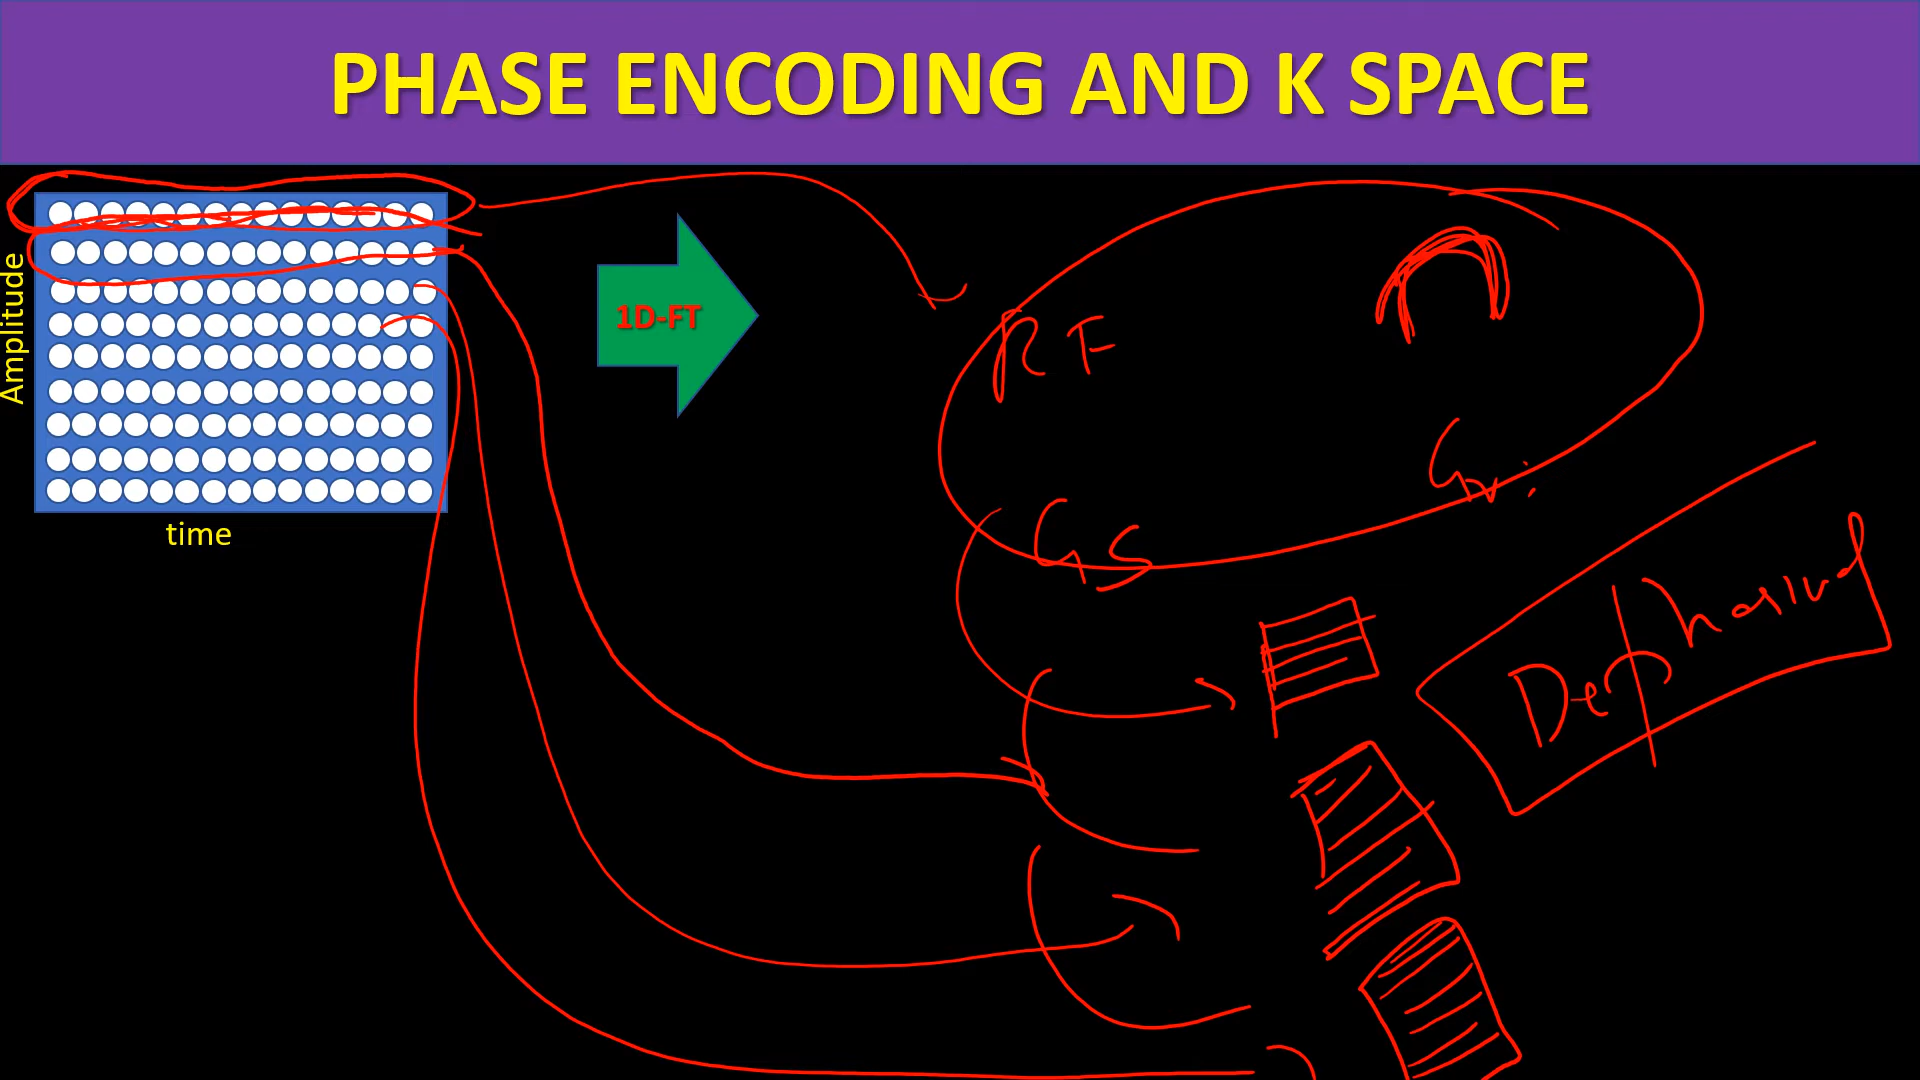 PHASE ENCODING AND K SPACE
Amplitude
time
1D-FT
RF
GS
Dephased